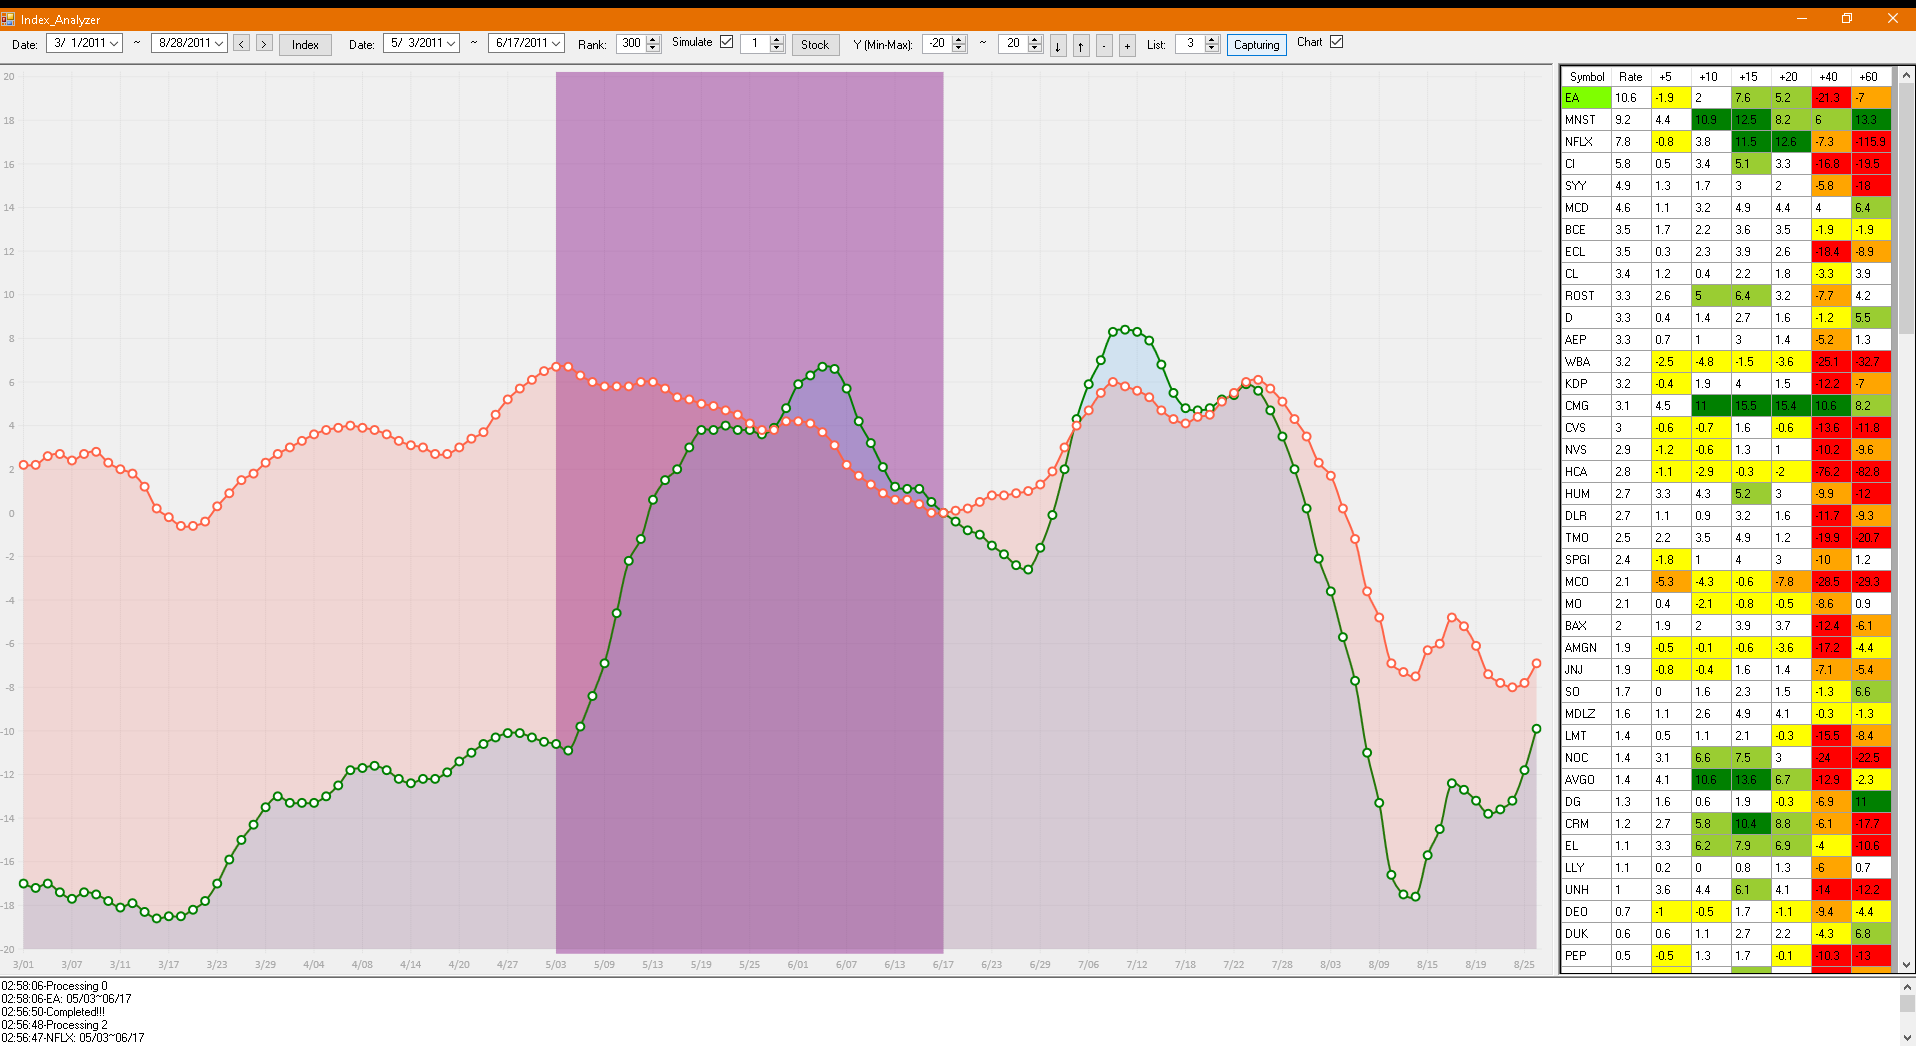 Index_Analyzer
Date: 3/ 1/2011 ~ 8/28/2011 < > Index Date: 5/ 3/2011 ~ 6/17/2011 Rank: 300 Simulate 1 Stock Y (Min-Max): -20 ~ 20 ↓ ↑ - + List: 3 Capturing Chart
20
18
16
14
12
10
8
6
4
2
0
-2
-4
-6
-8
-10
-12
-14
-16
-18
-20
3/01 3/07 3/11 3/17 3/23 3/29 4/04 4/08 4/14 4/20 4/27 5/03 5/09 5/13 5/19 5/25 6/01 6/07 6/13 6/17 6/23 6/29 7/06 7/12 7/18 7/22 7/28 8/03 8/09 8/15 8/19 8/25
Symbol Rate +5 +10 +15 +20 +40 +60
EA 10.6 -1.9 2 7.6 5.2 -21.3 -7
MNST 9.2 4.4 10.9 12.5 8.2 6 13.3
NFLX 7.8 -0.8 3.8 11.5 12.6 -7.3 -115.9
CI 5.8 0.5 3.4 5.1 3.3 -16.8 -19.5
SYY 4.9 1.3 1.7 3 2 -5.8 -18
MCD 4.6 1.1 3.2 4.9 4.4 4 6.4
BCE 3.5 1.7 2.2 3.6 3.5 -1.9 -1.9
ECL 3.5 0.3 2.3 3.9 2.6 -18.4 -8.9
CL 3.4 1.2 0.4 2.2 1.8 -3.3 3.9
ROST 3.3 2.6 5 6.4 3.2 -7.7 4.2
D 3.3 0.4 1.4 2.7 1.6 -1.2 5.5
AEP 3.3 0.7 1 3 1.4 -5.2 1.3
WBA 3.2 -2.5 -4.8 -1.5 -3.6 -25.1 -32.7
KDP 3.2 -0.4 1.9 4 1.5 -12.2 -7
CMG 3.1 4.5 11 15.5 15.4 10.6 8.2
CVS 3 -0.6 -0.7 1.6 -0.6 -13.6 -11.8
NVS 2.9 -1.2 -0.6 1.3 1 -10.2 -9.6
HCA 2.8 -1.1 -2.9 -0.3 -2 -76.2 -82.8
HUM 2.7 3.3 4.3 5.2 3 -9.9 -12
DLR 2.7 1.1 0.9 3.2 1.6 -11.7 -9.3
TMO 2.5 2.2 3.5 4.9 1.2 -19.9 -20.7
SPGI 2.4 -1.8 1 4 3 -10 1.2
MCO 2.1 -5.3 -4.3 -0.6 -7.8 -28.5 -29.3
MO 2.1 0.4 -2.1 -0.8 -0.5 -8.6 0.9
BAX 2 1.9 2 3.9 3.7 -12.4 -6.1
AMGN 1.9 -0.5 -0.1 -0.6 -3.6 -17.2 -4.4
JNJ 1.9 -0.8 -0.4 1.6 1.4 -7.1 -5.4
SO 1.7 0 1.6 2.3 1.5 -1.3 6.6
MDLZ 1.6 1.1 2.6 4.9 4.1 -0.3 -1.3
LMT 1.4 0.5 1.1 2.1 -0.3 -15.5 -8.4
NOC 1.4 3.1 6.6 7.5 3 -24 -22.5
AVGO 1.4 4.1 10.6 13.6 6.7 -12.9 -2.3
DG 1.3 1.6 0.6 1.9 -0.3 -6.9 11
CRM 1.2 2.7 5.8 10.4 8.8 -6.1 -17.7
EL 1.1 3.3 6.2 7.9 6.9 -4 -10.6
LLY 1.1 0.2 0 0.8 1.3 -6 0.7
UNH 1 3.6 4.4 6.1 4.1 -14 -12.2
DEO 0.7 -1 -0.5 1.7 -1.1 -9.4 -4.4
DUK 0.6 0.6 1.1 2.7 2.2 -4.3 6.8
PEP 0.5 -0.5 1.3 1.7 -0.1 -10.3 -13
02:58:06-Processing 0
02:58:06-EA: 05/03~06/17
02:56:50-Completed!!!
02:56:48-Processing 2
02:56:47-NFLX: 05/03~06/17